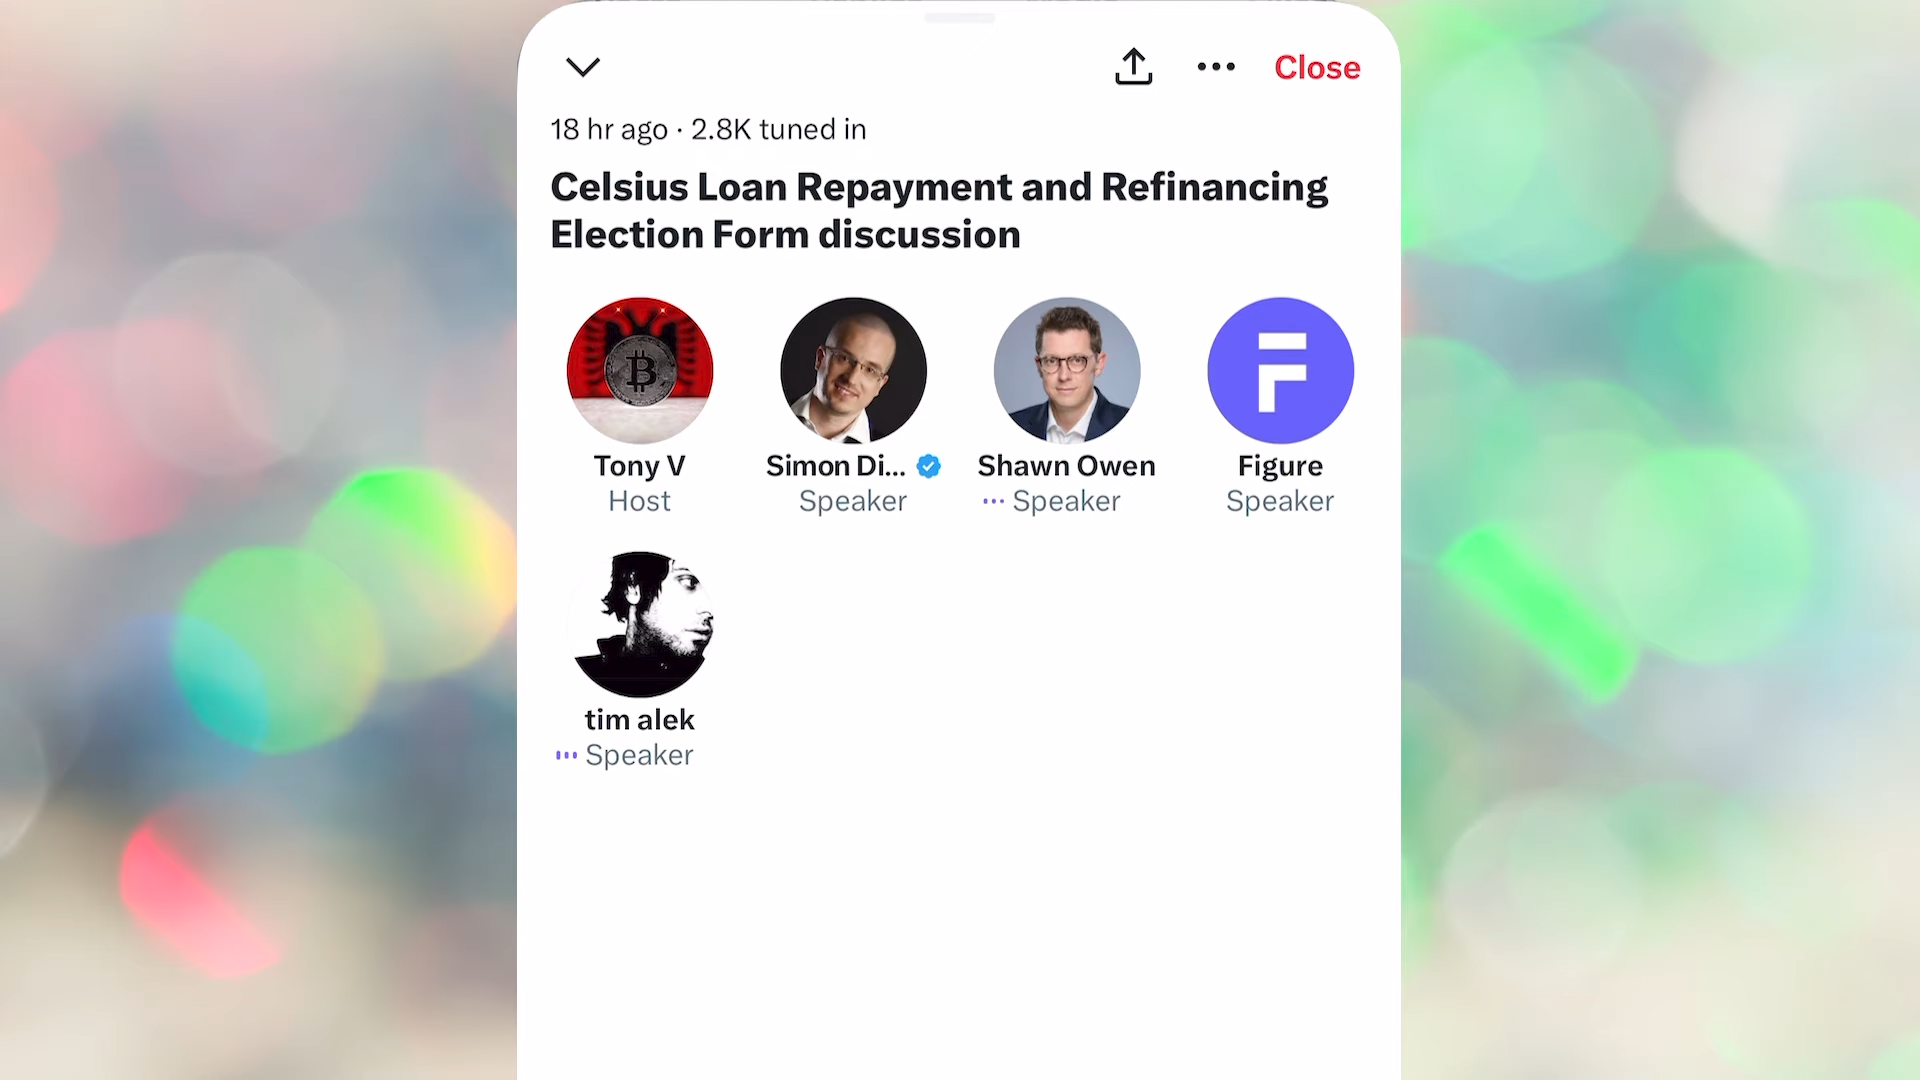 Close
18 hr ago · 2.8K tuned in
Celsius Loan Repayment and Refinancing
Election Form discussion
Tony V
Host
Simon Di...
Speaker
Shawn Owen
Speaker
Figure
Speaker
tim alek
Speaker